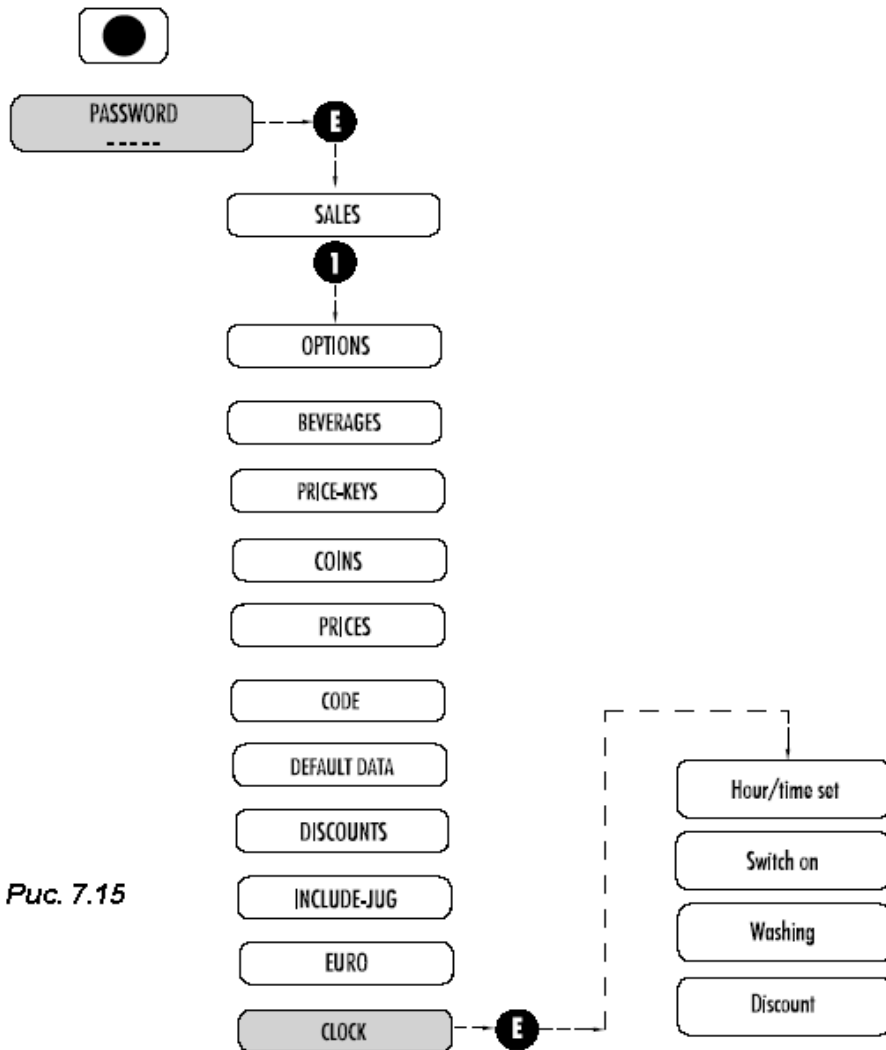 PASSWORD
-----
E
SALES
1
OPTIONS
BEVERAGES
PRICE-KEYS
COINS
PRICES
CODE
DEFAULT DATA
DISCOUNTS
INCLUDE-JUG
EURO
CLOCK
E
Hour/time set
Switch on
Washing
Discount
Рис. 7.15